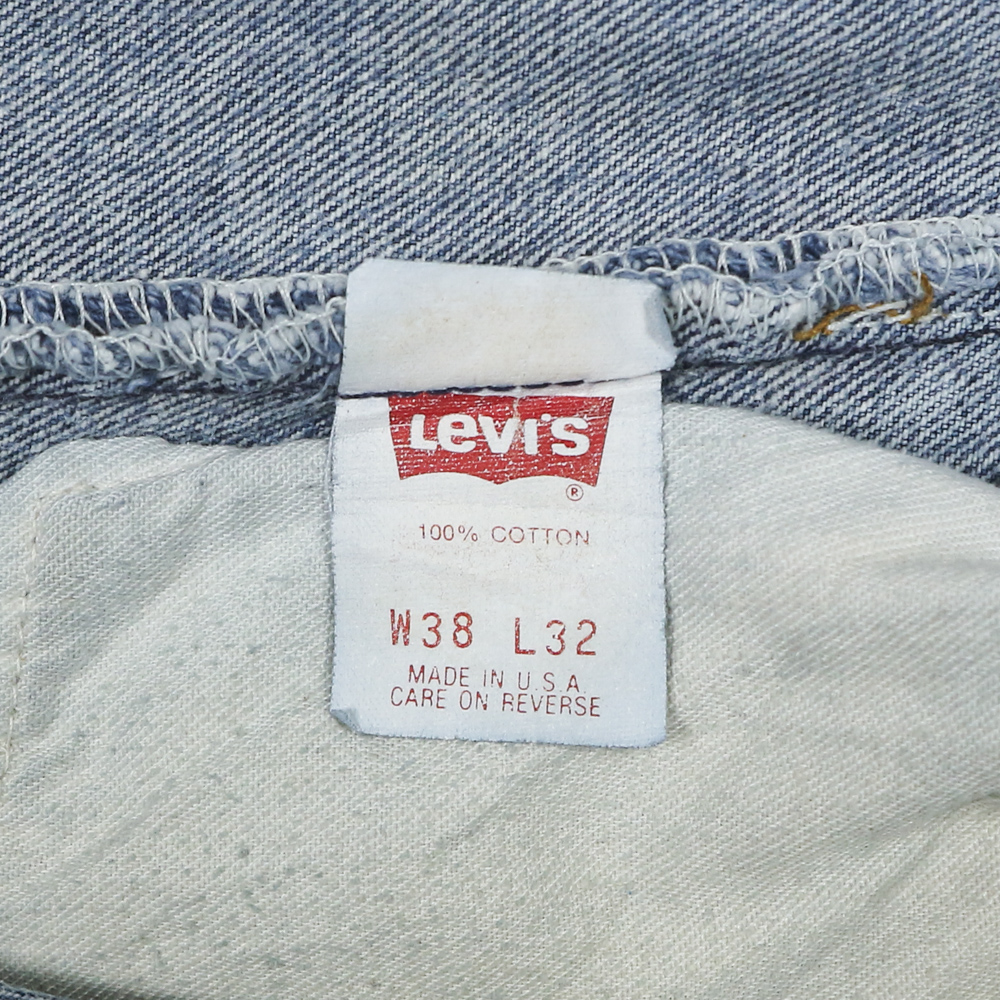 Levi's
®
100% COTTON
W38 L32
MADE IN U.S.A.
CARE ON REVERSE